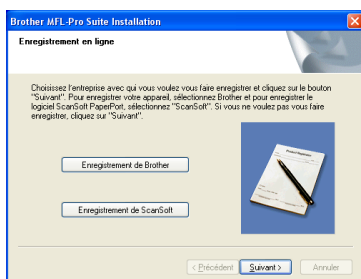 Brother MFL-Pro Suite Installation
Enregistrement en ligne
Choisissez l'entreprise avec qui vous voulez vous faire enregistrer et cliquez sur le bouton
"Suivant". Pour enregistrer votre appareil, sélectionnez Brother et pour enregistrer le
logiciel ScanSoft PaperPort, sélectionnez "ScanSoft". Si vous ne voulez pas vous faire
enregistrer, cliquez sur "Suivant".
Enregistrement de Brother
Enregistrement de ScanSoft
< Précédent
Suivant >
Annuler